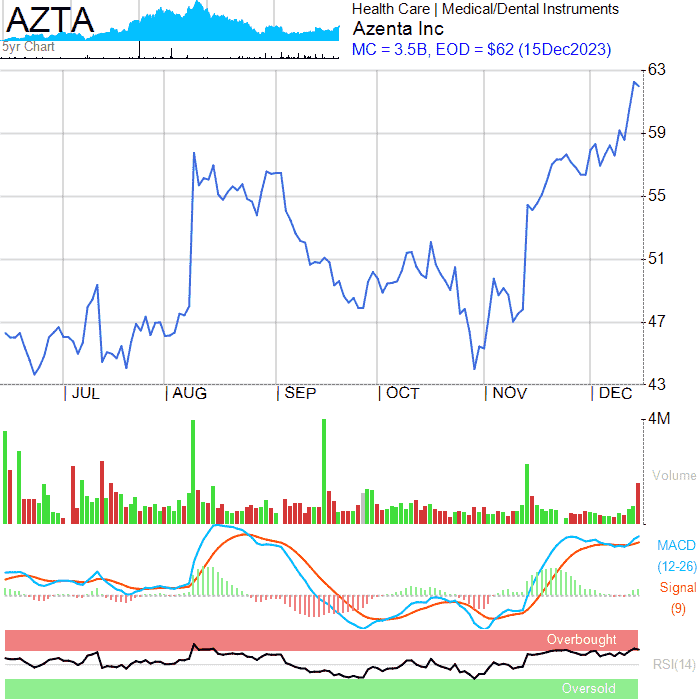 AZTA
5yr Chart
Health Care | Medical/Dental Instruments
Azenta Inc
MC = 3.5B, EOD = $62 (15Dec2023)
63
59
55
51
47
43
| JUL | AUG | SEP | OCT | NOV | DEC
4M
Volume
MACD
(12-26)
Signal
(9)
Overbought
RSI(14)
Oversold